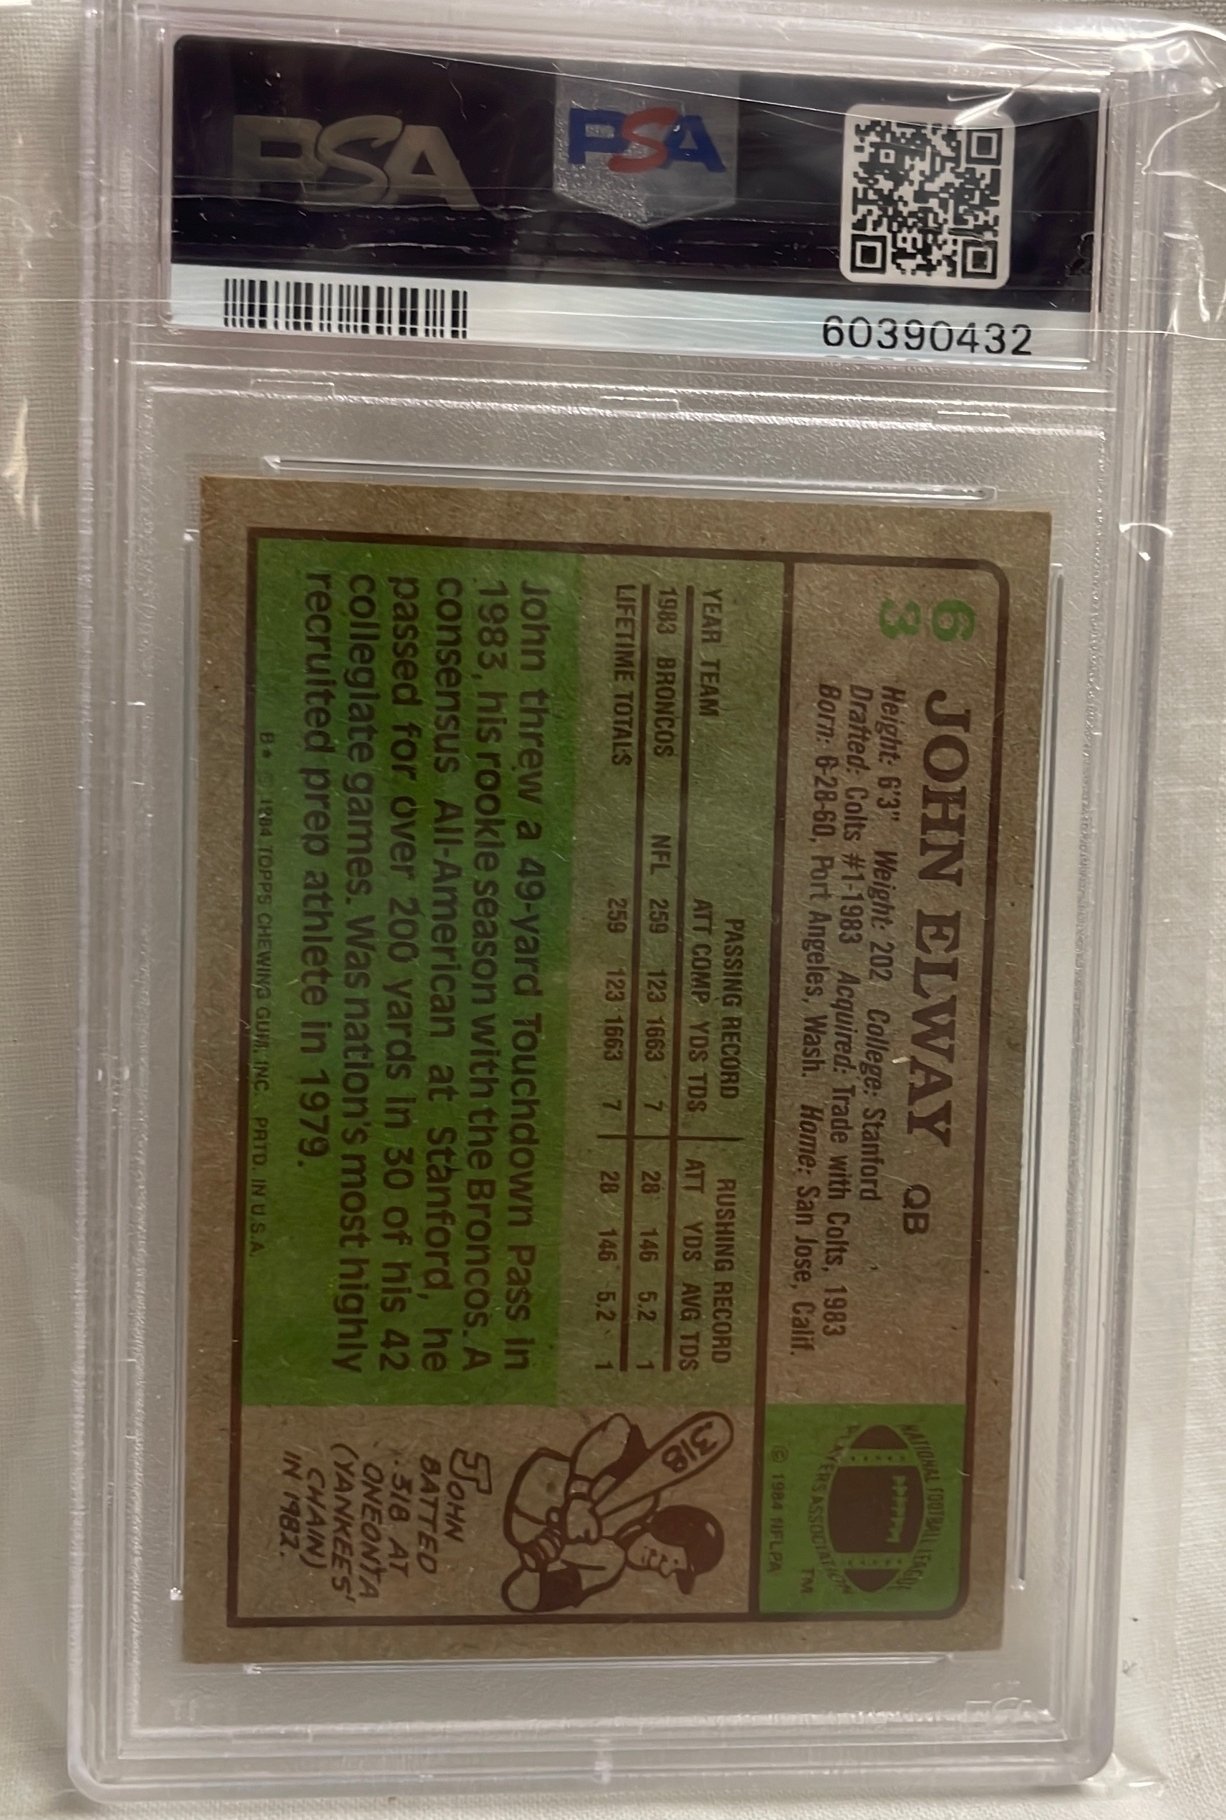 PSA
PSA
60390432
63
JOHN ELWAY QB
Height: 6'3" Weight: 202 College: Stanford
Drafted: Colts #1-1983 Acquired: Trade with Colts, 1983
Born: 6-28-60, Port Angeles, Wash. Home: San Jose, Calif.
NATIONAL FOOTBALL LEAGUE
PLAYERS ASSOCIATION
TM
© 1984 NFLPA
PASSING RECORD RUSHING RECORD
YEAR TEAM ATT COMP YDS TDS ATT YDS AVG TDS
1983 BRONCOS NFL 259 123 1663 7 28 146 5.2 1
LIFETIME TOTALS 259 123 1663 7 28 146 5.2 1
John threw a 49-yard Touchdown Pass in
1983, his rookie season with the Broncos. A
consensus All-American at Stanford, he
passed for over 200 yards in 30 of his 42
collegiate games. Was nation's most highly
recruited prep athlete in 1979.
318
JOHN
BATTED
.318 AT
ONEONTA
(YANKEES'
CHAIN)
IN 1982.
B* © 1984 TOPPS CHEWING GUM, INC. PRTD. IN U.S.A.